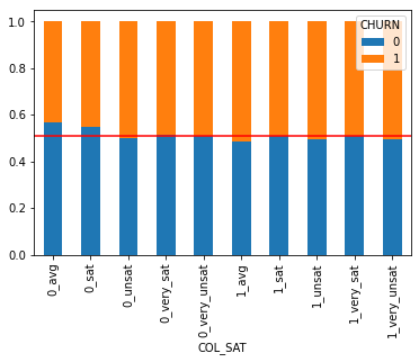 1.0
CHURN
0
1
0.8
0.6
0.4
0.2
0.0
0_avg
0_sat
0_unsat
0_very_sat
0_very_unsat
1_avg
1_sat
1_unsat
1_very_sat
1_very_unsat
COL_SAT